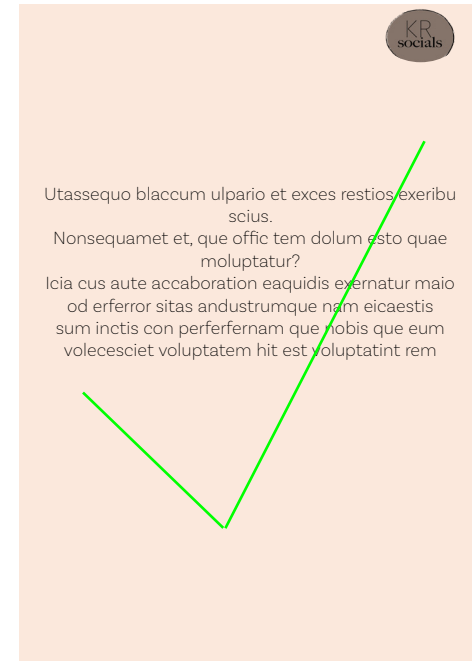 KR
socials
Utassequo blaccum ulpario et exces restios exeribu
scius.
Nonsequamet et, que offic tem dolum esto quae
moluptatur?
Icia cus aute accaboration eaquidis exernatur maio
od erferror sitas andustrumque nam eicaestis
sum inctis con perferfernam que nobis que eum
volecesciet voluptatem hit est voluptatint rem